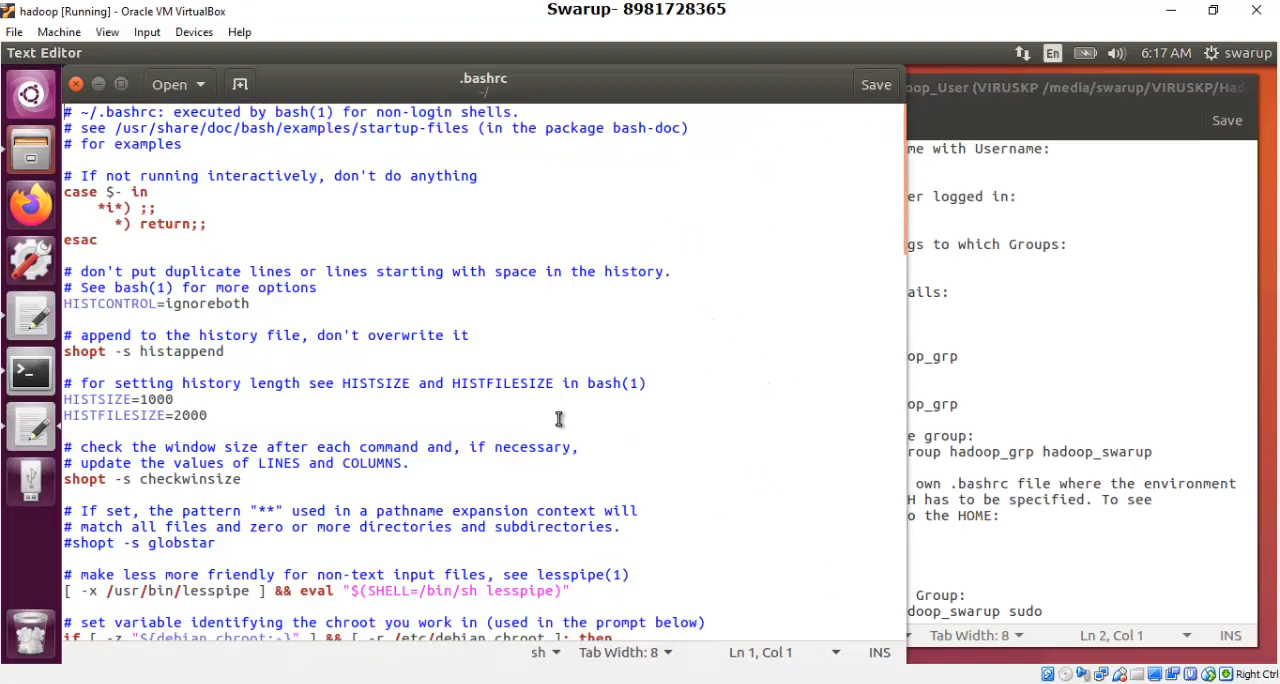 hadoop [Running] - Oracle VM VirtualBox
Swarup- 8981728365
File Machine View Input Devices Help
Text Editor
En
6:17 AM
swarup
Open
.bashrc
~/
Save
# ~/.bashrc: executed by bash(1) for non-login shells.
# see /usr/share/doc/bash/examples/startup-files (in the package bash-doc)
# for examples
# If not running interactively, don't do anything
case $- in
*i*) ;;
*) return;;
esac
# don't put duplicate lines or lines starting with space in the history.
# See bash(1) for more options
HISTCONTROL=ignoreboth
# append to the history file, don't overwrite it
shopt -s histappend
# for setting history length see HISTSIZE and HISTFILESIZE in bash(1)
HISTSIZE=1000
HISTFILESIZE=2000
# check the window size after each command and, if necessary,
# update the values of LINES and COLUMNS.
shopt -s checkwinsize
# If set, the pattern "**" used in a pathname expansion context will
# match all files and zero or more directories and subdirectories.
#shopt -s globstar
# make less more friendly for non-text input files, see lesspipe(1)
[ -x /usr/bin/lesspipe ] && eval "$(SHELL=/bin/sh lesspipe)"
# set variable identifying the chroot you work in (used in the prompt below)
if [ -z "${debian_chroot:-}" ] && [ -r /etc/debian_chroot ]; then
sh Tab Width: 8 Ln 1, Col 1 INS
oop_User (VIRUSKP /media/swarup/VIRUSKP/Had
Save
me with Username:
er logged in:
gs to which Groups:
ails:
op_grp
op_grp
e group:
roup hadoop_grp hadoop_swarup
own .bashrc file where the environment
H has to be specified. To see
o the HOME:
Group:
doop_swarup sudo
Tab Width: 8 Ln 2, Col 1 INS
Right Ctrl